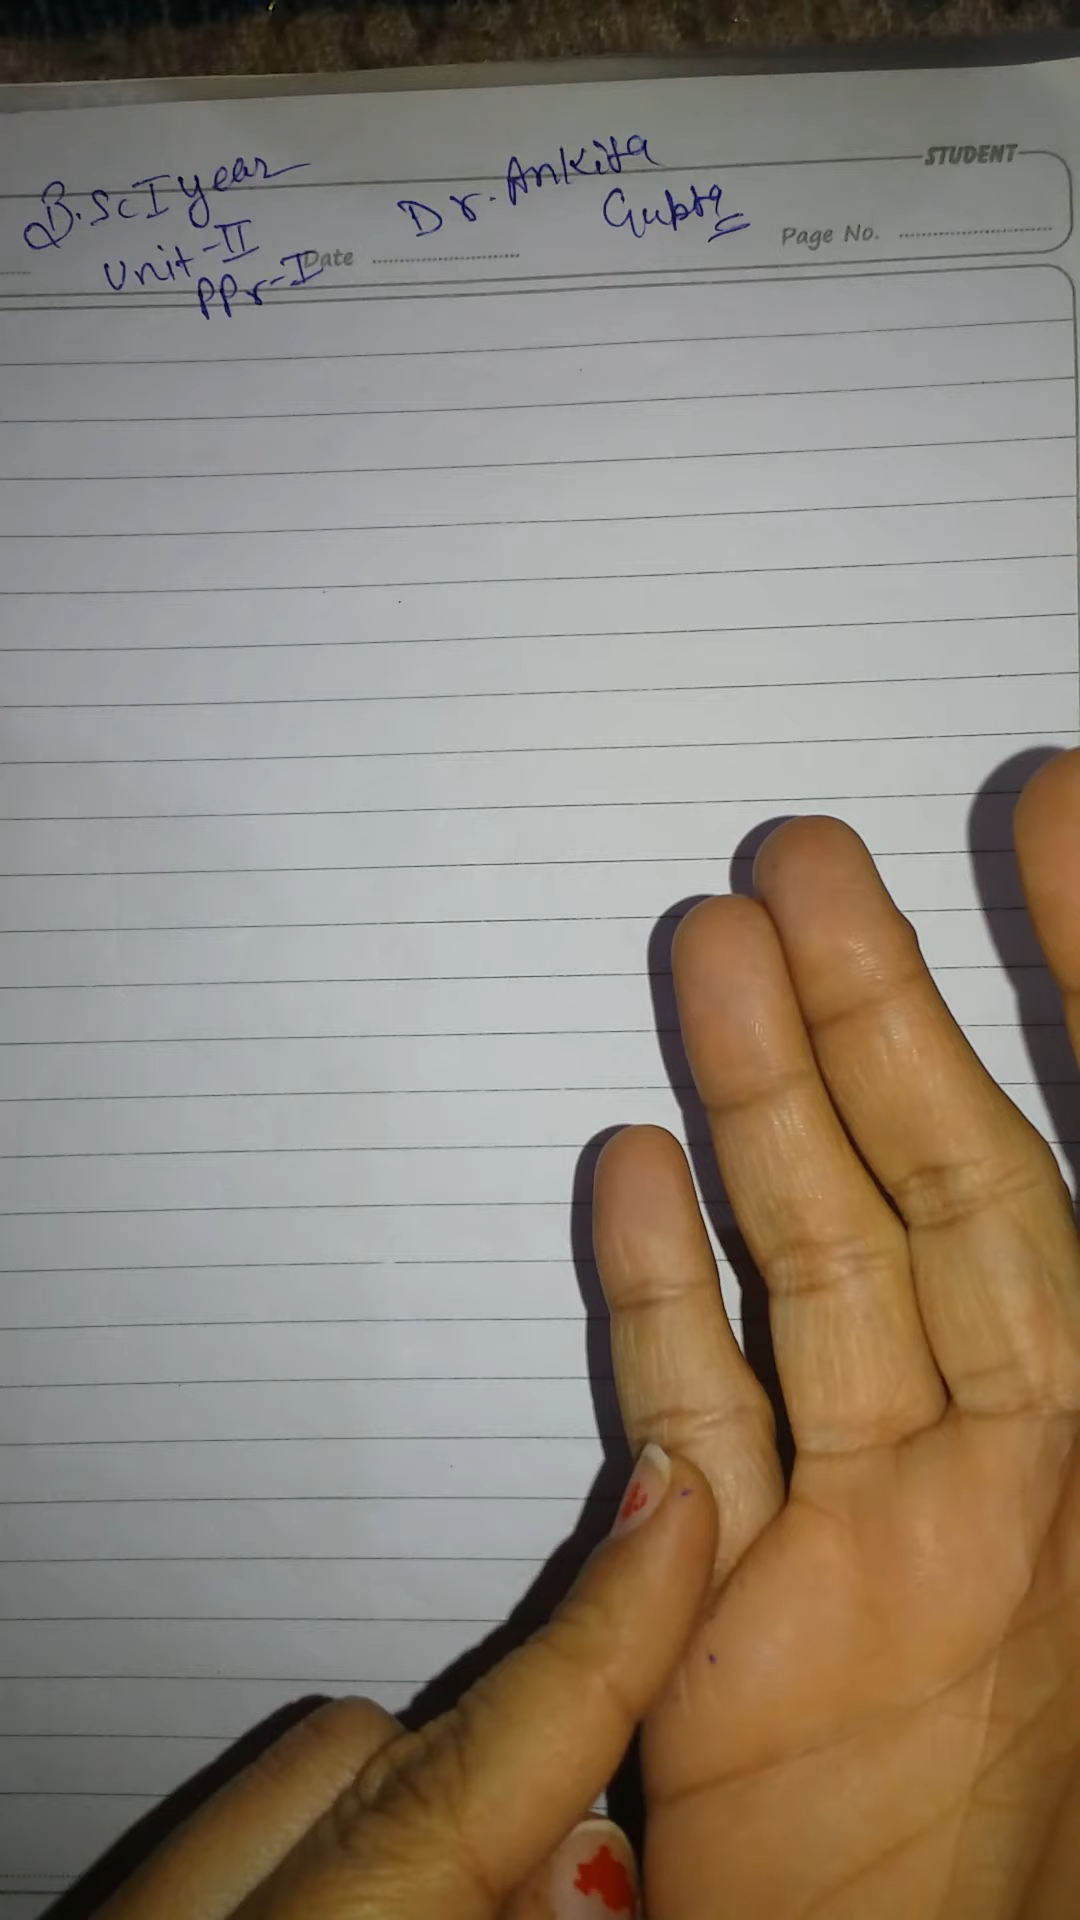 B.Sc I year
Unit-II
PPr-I
Dr. Ankita
Gupta
STUDENT
Date
Page No.